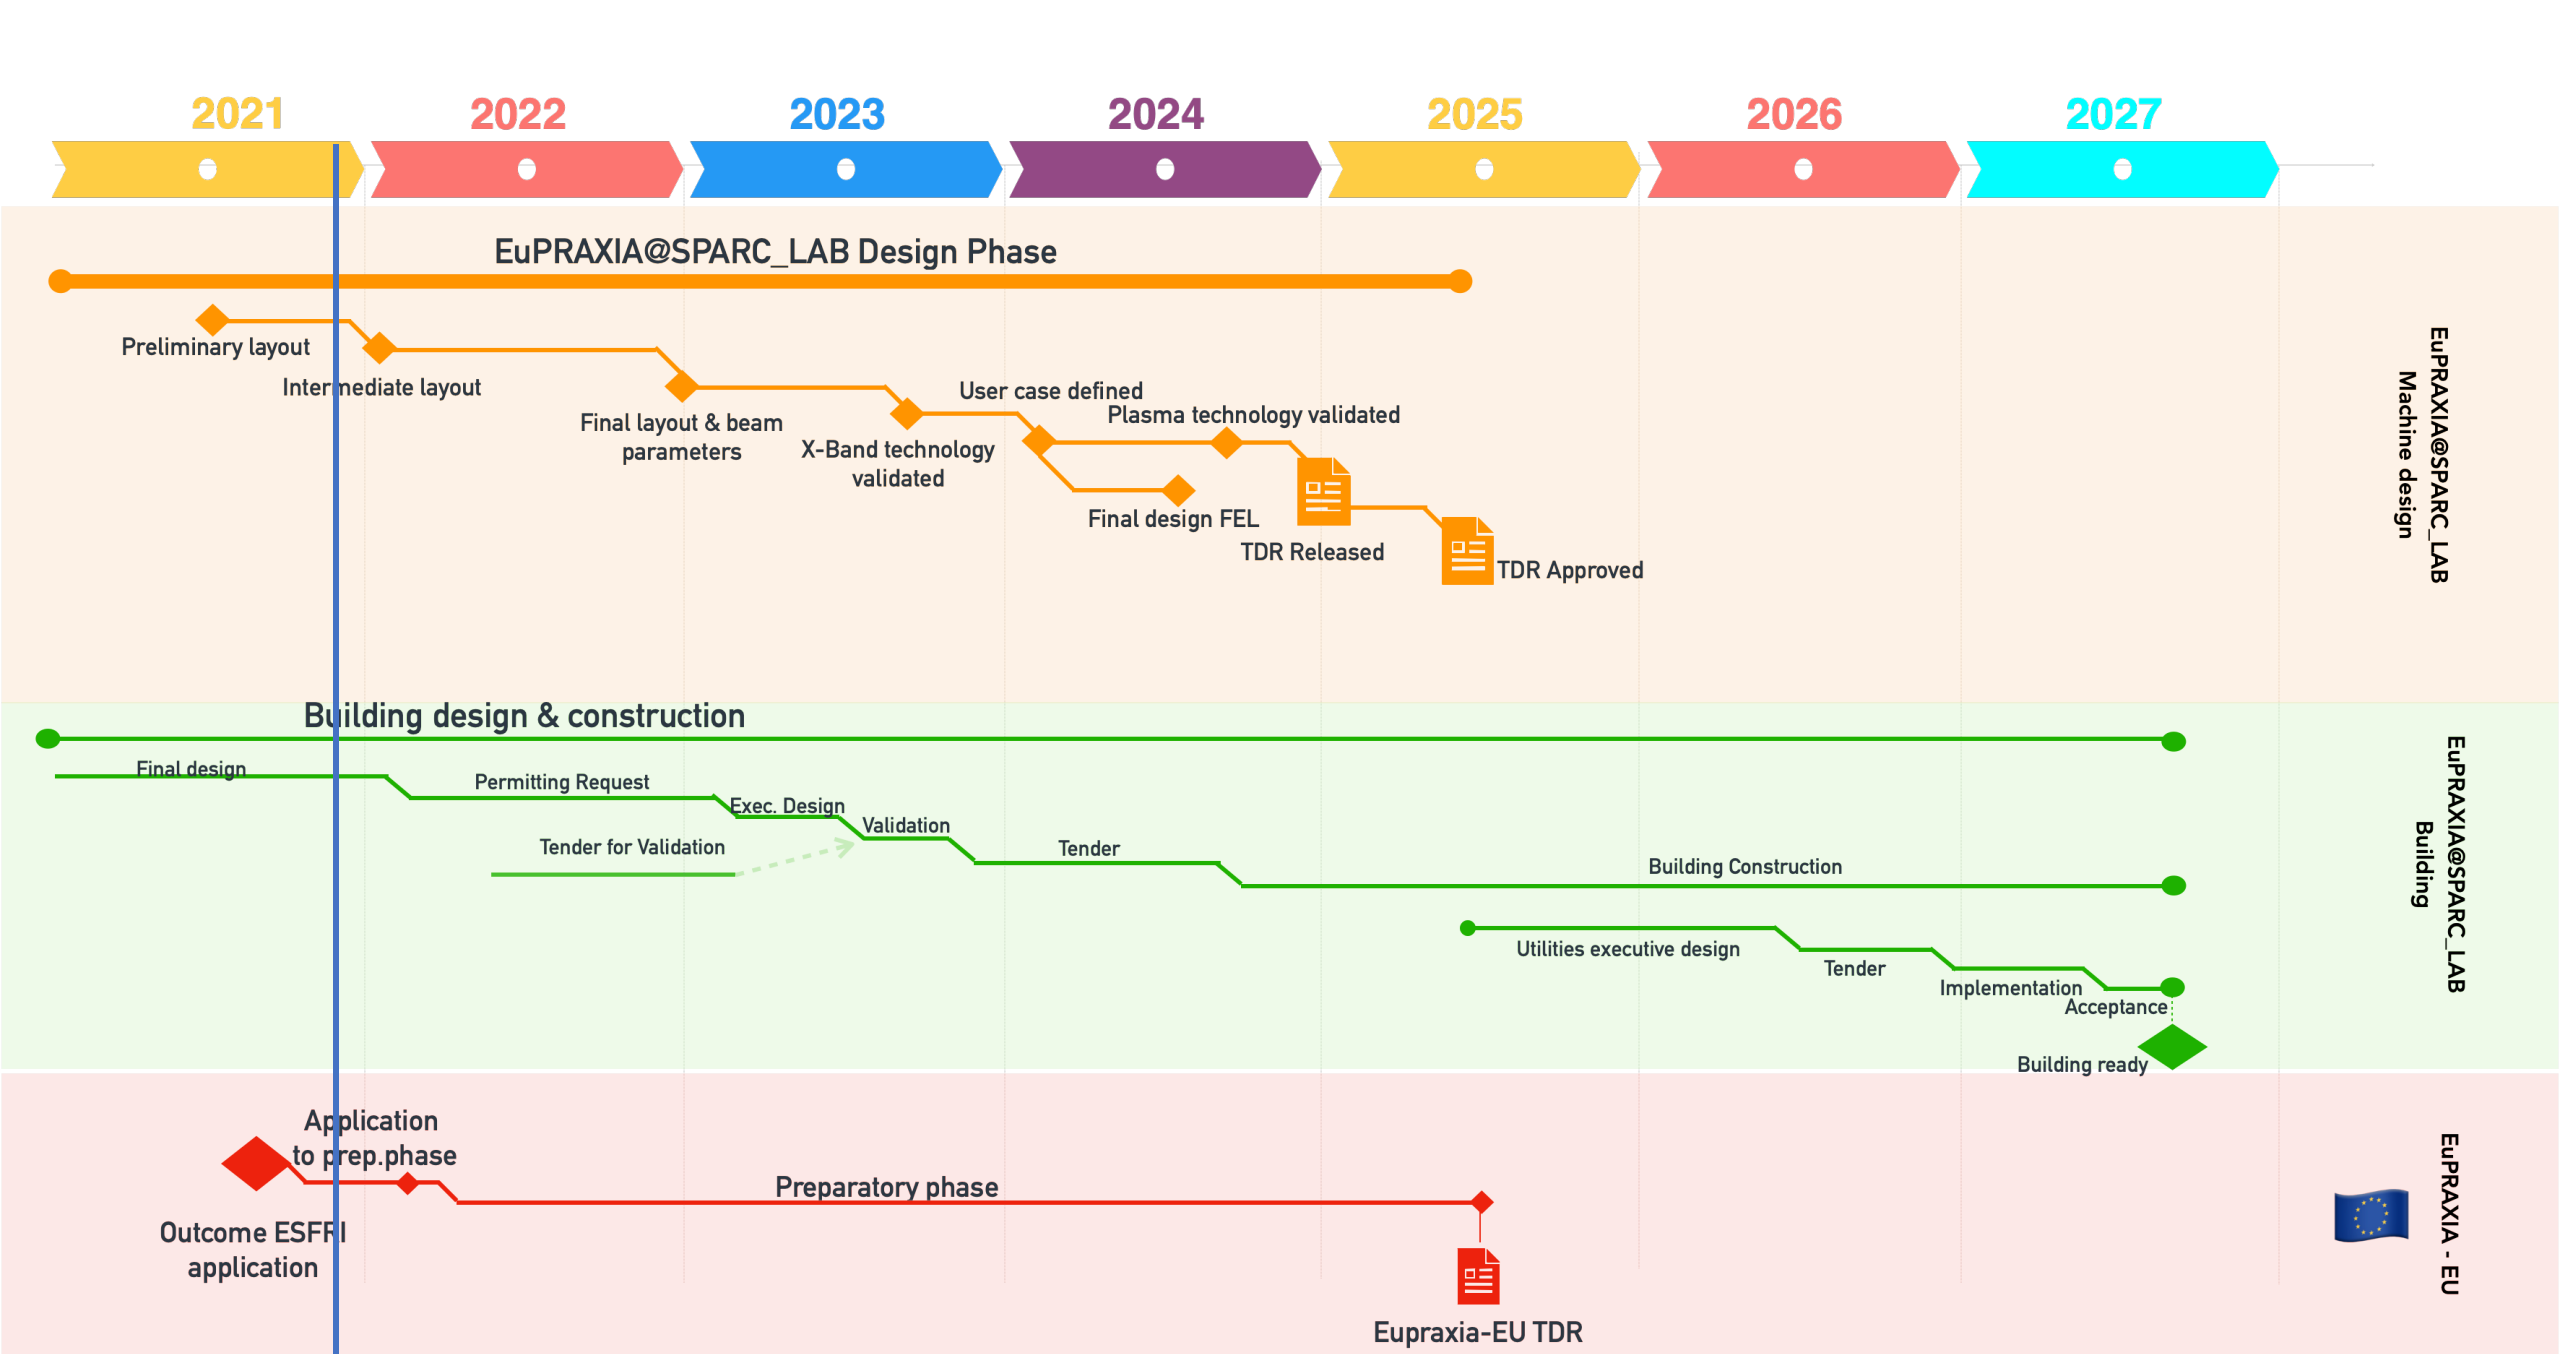 2021
2022
2023
2024
2025
2026
2027
EuPRAXIA@SPARC_LAB Design Phase
Preliminary layout
Intermediate layout
Final layout & beam
parameters
X-Band technology
validated
User case defined
Plasma technology validated
Final design FEL
TDR Released
TDR Approved
EuPRAXIA@SPARC_LAB
Machine design
Building design & construction
Final design
Permitting Request
Exec. Design
Validation
Tender for Validation
Tender
Building Construction
Utilities executive design
Tender
Implementation
Acceptance
Building ready
EuPRAXIA@SPARC_LAB
Building
Application
to prep.phase
Outcome ESFRI
application
Preparatory phase
Eupraxia-EU TDR
EuPRAXIA - EU